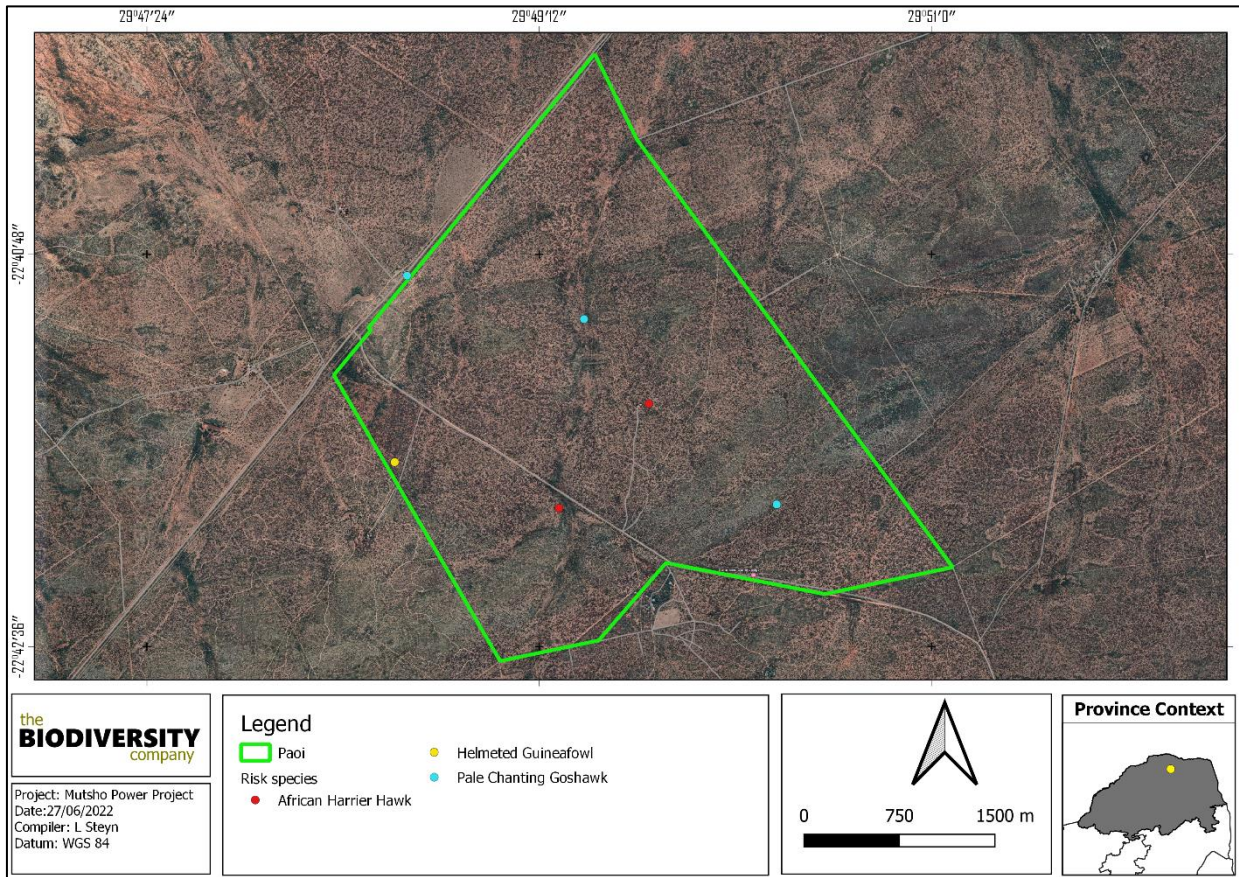 29°47'24" 29°49'12" 29°51'0"
-22°40'48"
-22°42'36"
the
BIODIVERSITY
company
Project: Mutsho Power Project
Date:27/06/2022
Compiler: L Steyn
Datum: WGS 84
Legend
Paoi
Risk species
African Harrier Hawk
Helmeted Guineafowl
Pale Chanting Goshawk
0 750 1500 m
Province Context